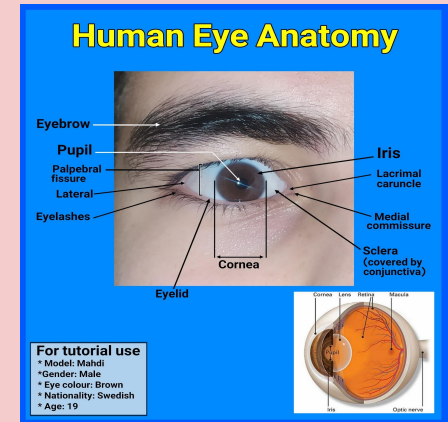 Human Eye Anatomy
Eyebrow
Pupil
Palpebral
fissure
Lateral
Eyelashes
Iris
Lacrimal
caruncle
Medial
commissure
Sclera
(covered by
conjunctiva)
Cornea
Eyelid
Cornea Lens Retina Macula
Pupil
Iris Optic nerve
For tutorial use
* Model: Mahdi
*Gender: Male
* Eye colour: Brown
* Nationality: Swedish
* Age: 19